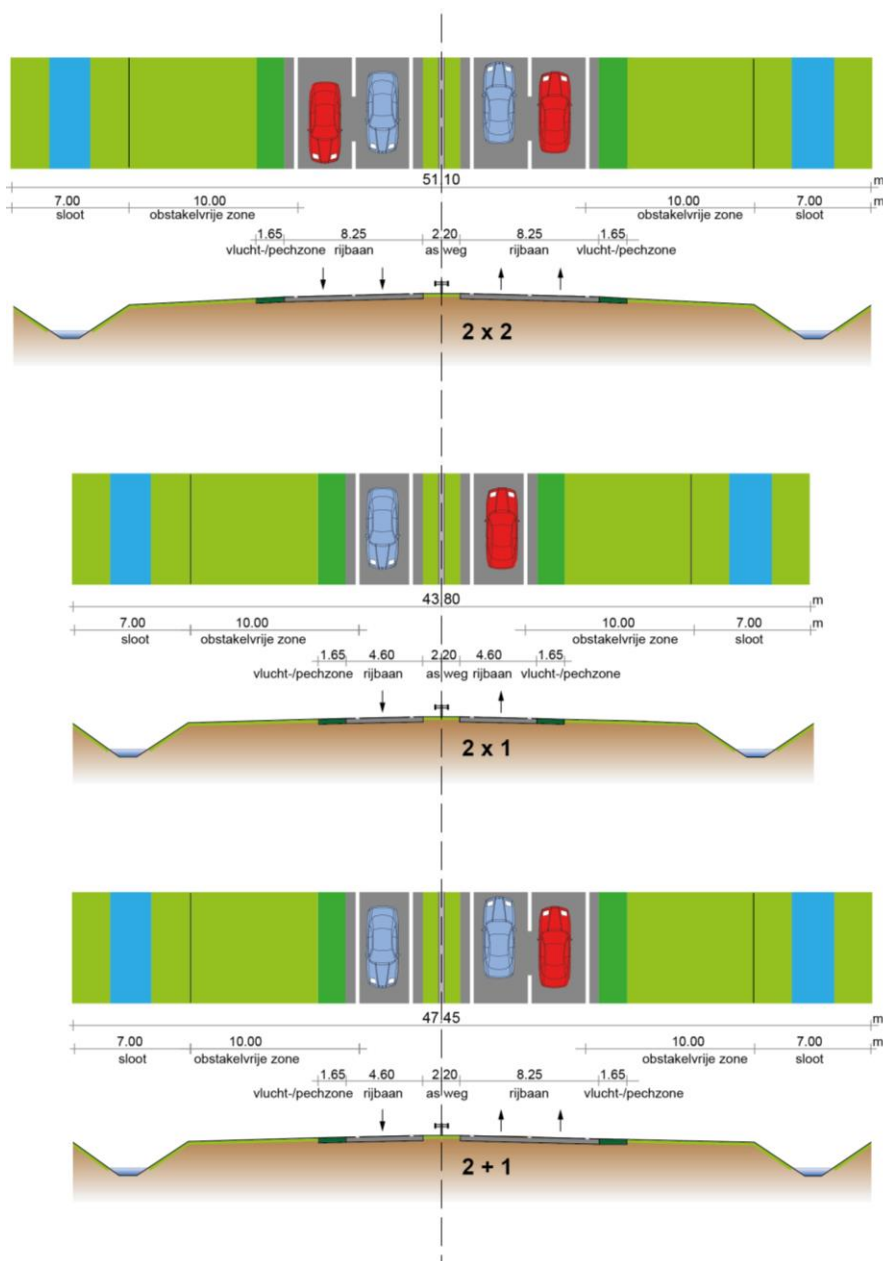 51.10 m
7.00 10.00 10.00 7.00 m
sloot obstakelvrije zone obstakelvrije zone sloot
1.65 8.25 2.20 8.25 1.65
vlucht-/pechzone rijbaan as weg rijbaan vlucht-/pechzone
2 x 2
43.80 m
7.00 10.00 10.00 7.00 m
sloot obstakelvrije zone obstakelvrije zone sloot
1.65 4.60 2.20 4.60 1.65
vlucht-/pechzone rijbaan as weg rijbaan vlucht-/pechzone
2 x 1
47.45 m
7.00 10.00 10.00 7.00 m
sloot obstakelvrije zone obstakelvrije zone sloot
1.65 4.60 2.20 8.25 1.65
vlucht-/pechzone rijbaan as weg rijbaan vlucht-/pechzone
2 + 1